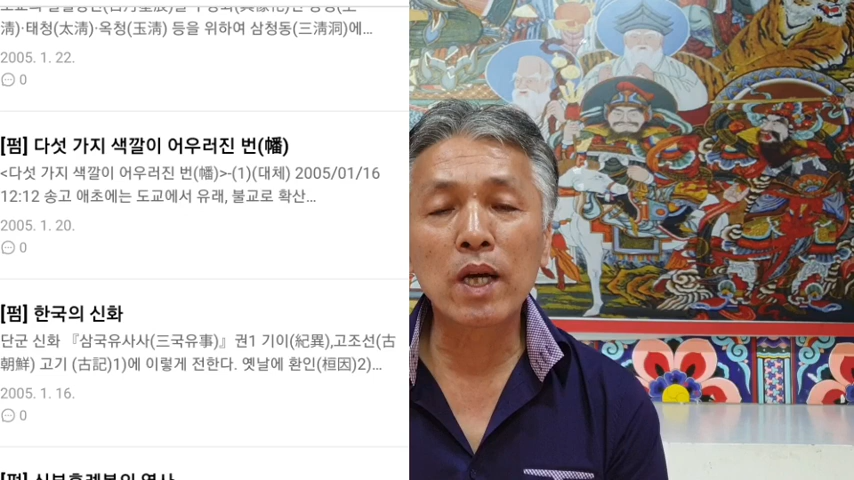 淸)·태청(太淸)·옥청(玉淸) 등을 위하여 삼청동(三淸洞)에...
2005. 1. 22.
0
[펌] 다섯 가지 색깔이 어우러진 번(幡)
<다섯 가지 색깔이 어우러진 번(幡)>-(1)(대체) 2005/01/16
12:12 송고 애초에는 도교에서 유래, 불교로 확산...
2005. 1. 20.
0
[펌] 한국의 신화
단군 신화 『삼국유사사(三国유事)』 권1 기이(紀異),고조선(古
朝鮮) 고기 (古記)1)에 이렇게 전한다. 옛날에 환인(桓因)2)...
2005. 1. 16.
0
[펌]